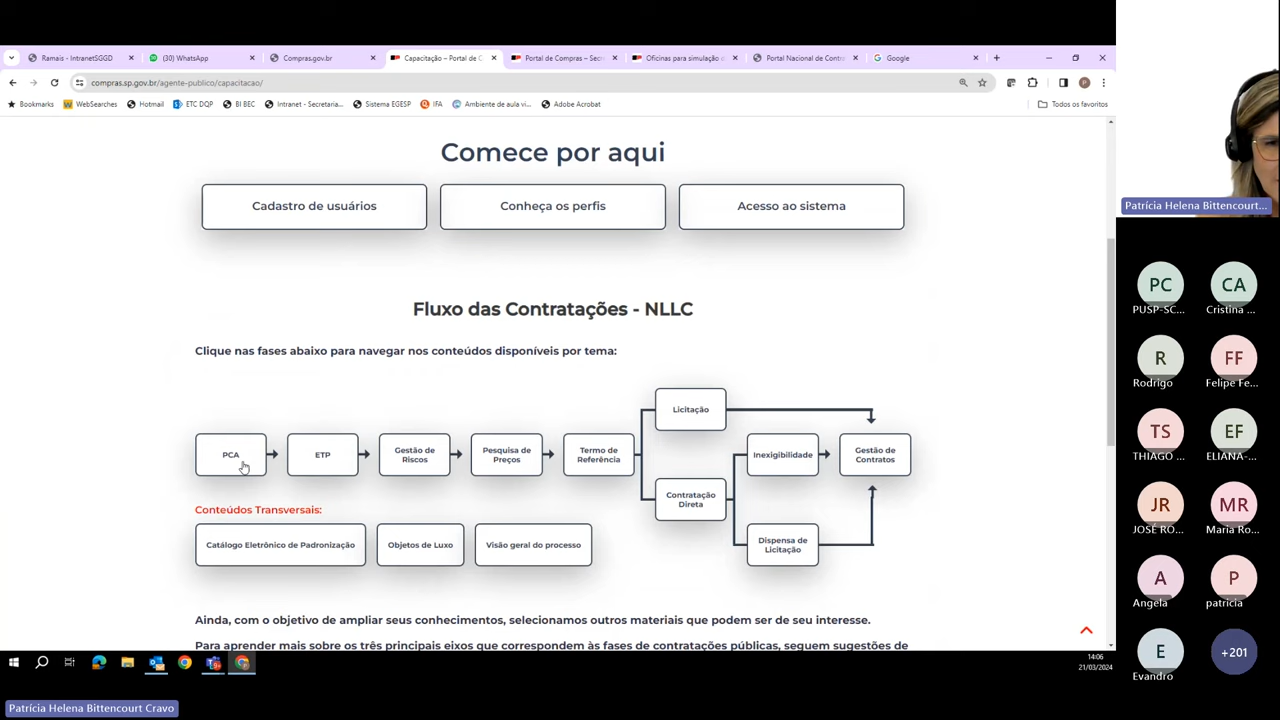 Ramais - IntranetSGGD
(30) WhatsApp
Compras.gov.br
Capacitação – Portal de C
Portal de Compras – Secr
Oficinas para simulação d
Portal Nacional de Contra
Google
compras.sp.gov.br/agente-publico/capacitacao/
Bookmarks
WebSearches
Hotmail
ETC DQP
BI BEC
Intranet - Secretaria...
Sistema EGESP
IFA
Ambiente de aula vi...
Adobe Acrobat
Todos os favoritos
Comece por aqui
Cadastro de usuários
Conheça os perfis
Acesso ao sistema
Fluxo das Contratações - NLLC
Clique nas fases abaixo para navegar nos conteúdos disponíveis por tema:
Licitação
PCA
ETP
Gestão de
Riscos
Pesquisa de
Preços
Termo de
Referência
Inexigibilidade
Gestão de
Contratos
Contratação
Direta
Dispensa de
Licitação
Conteúdos Transversais:
Catálogo Eletrônico de Padronização
Objetos de Luxo
Visão geral do processo
Ainda, com o objetivo de ampliar seus conhecimentos, selecionamos outros materiais que podem ser de seu interesse.
Para aprender mais sobre os três principais eixos que correspondem às fases de contratações públicas, seguem sugestões de
14:06
21/03/2024
Patrícia Helena Bittencourt Cravo
Patrícia Helena Bittencourt...
PC
PUSP-SC...
CA
Cristina ...
R
Rodrigo
FF
Felipe Fe...
TS
THIAGO ...
EF
ELIANA-...
JR
JOSÉ RO...
MR
Maria Ro...
A
Angela
P
patricia
E
Evandro
+201